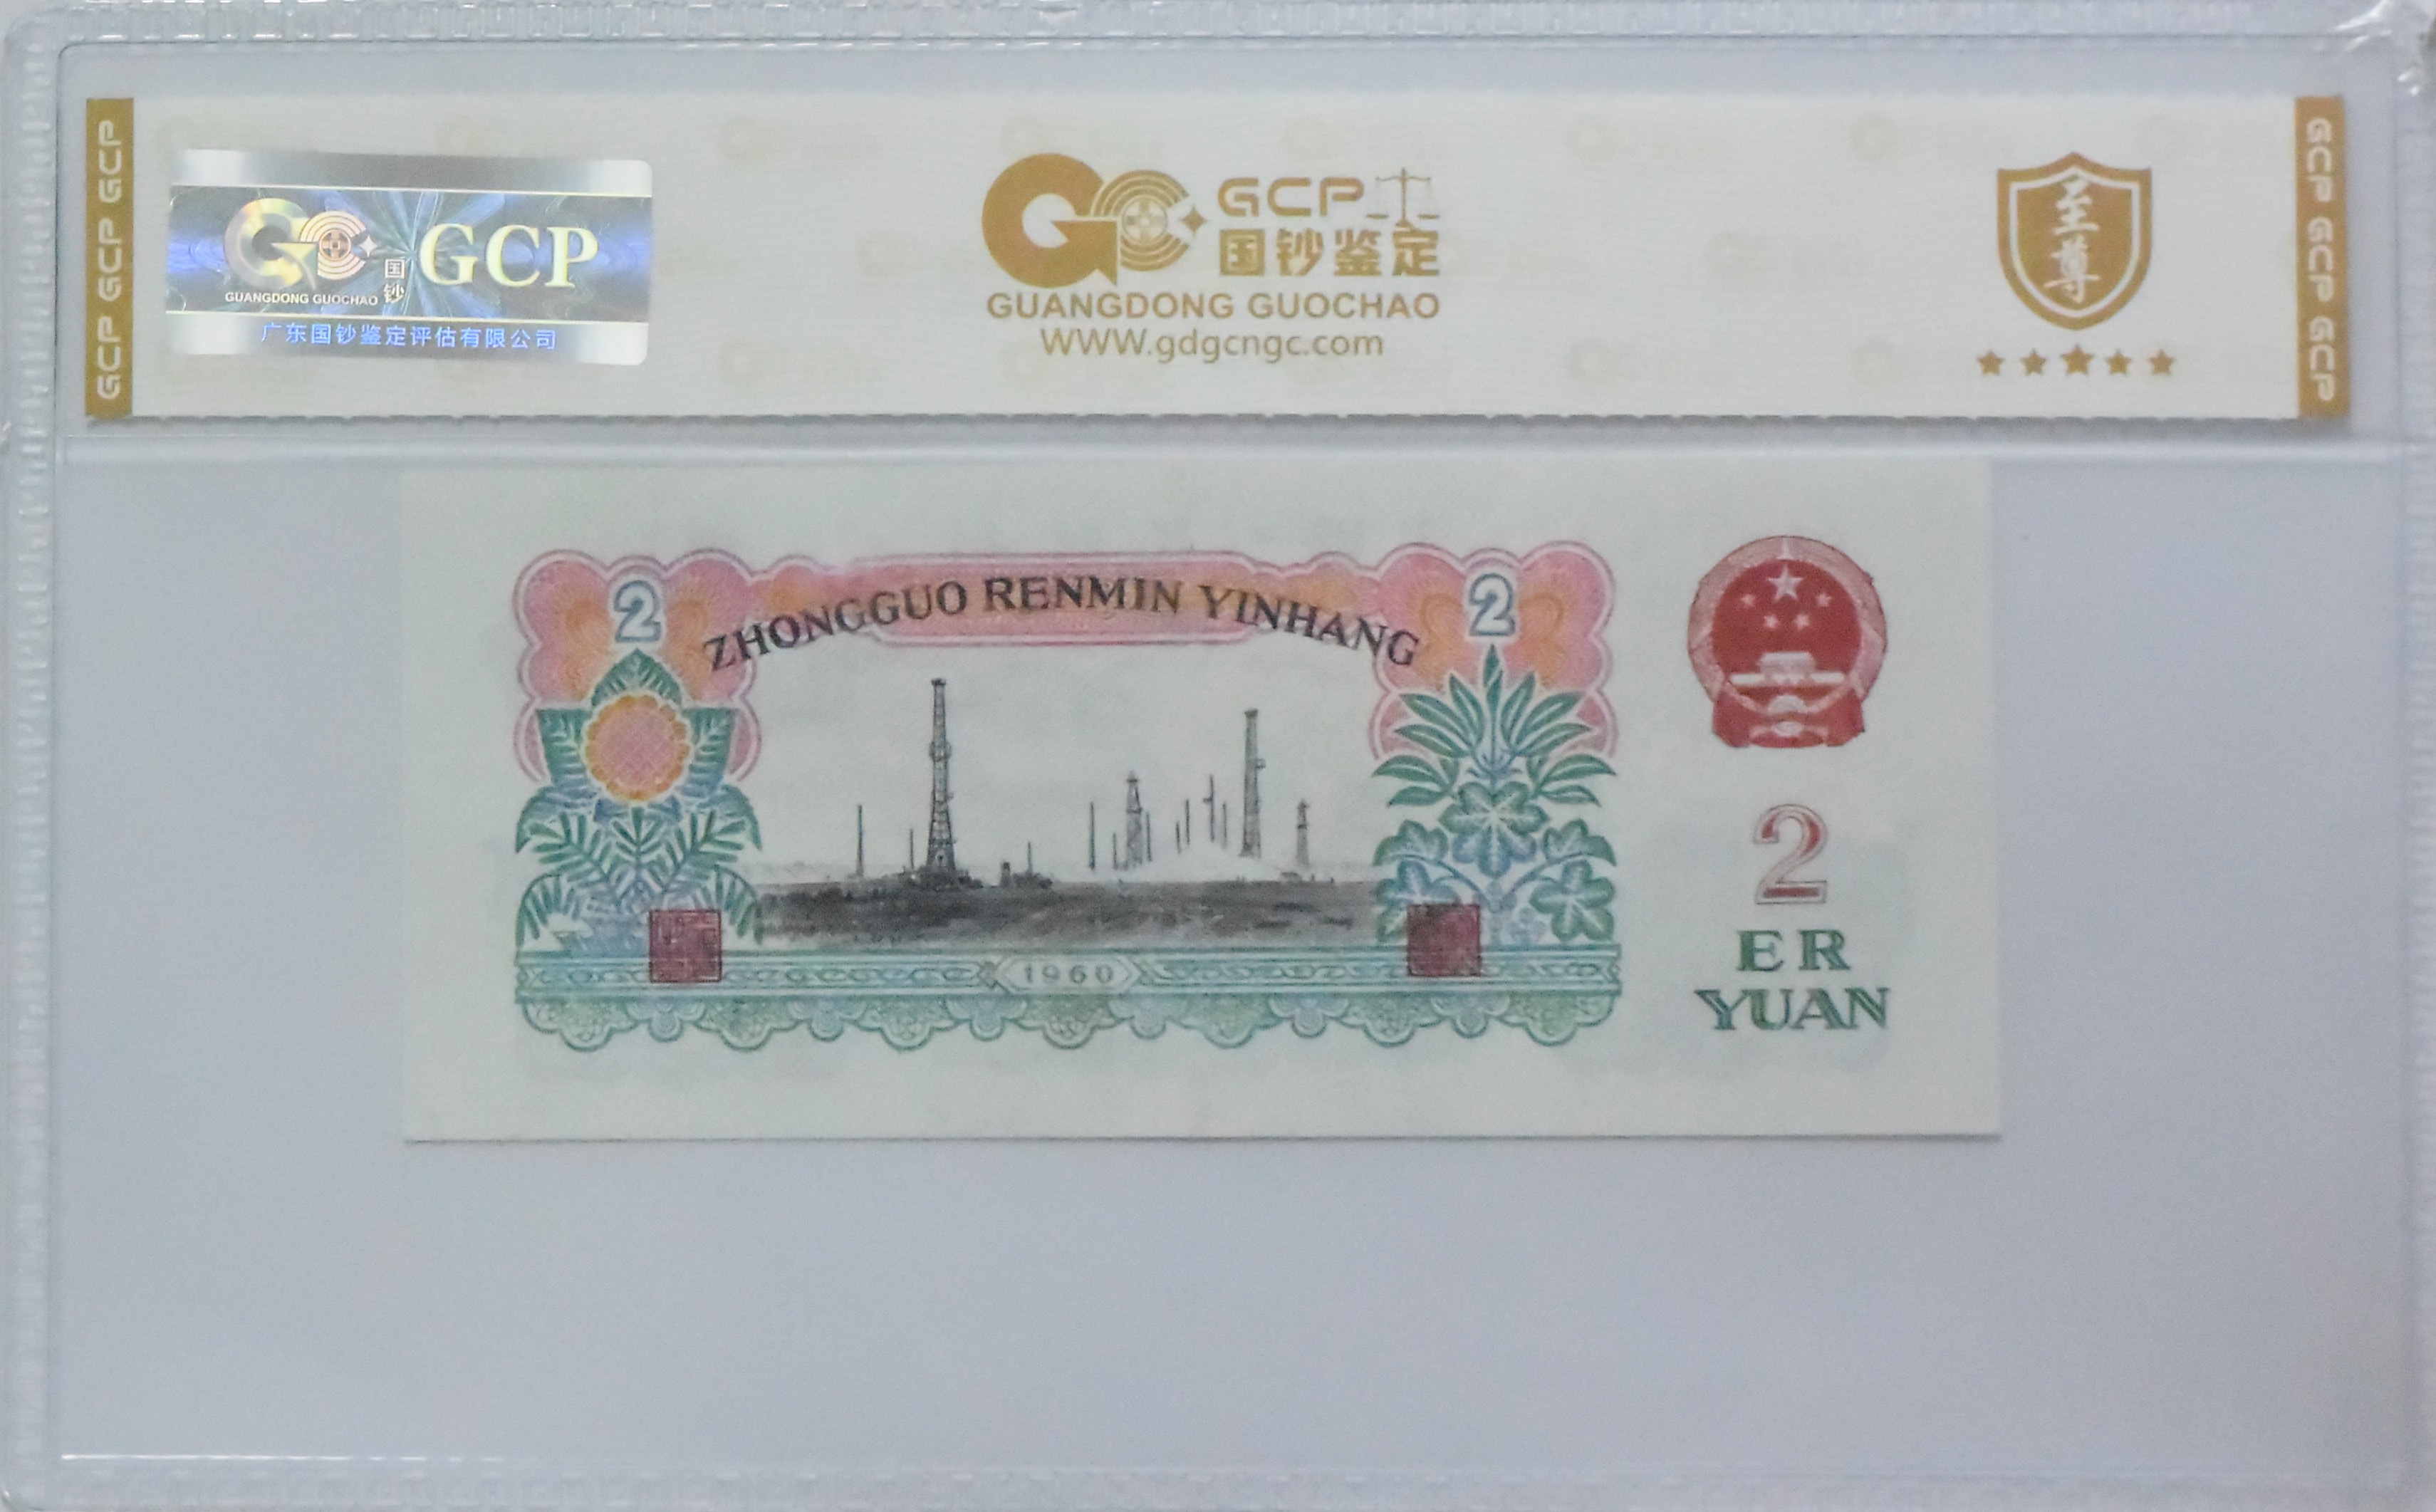 GCP GCP GCP
国钞
GCP
GUANGDONG GUOCHAO
广东国钞鉴定评估有限公司
GCP
国钞鉴定
GUANGDONG GUOCHAO
WWW.gdgcngc.com
至尊
GCP GCP GCP
2
ZHONGGUO RENMIN YINHANG
2
1960
2
ER
YUAN